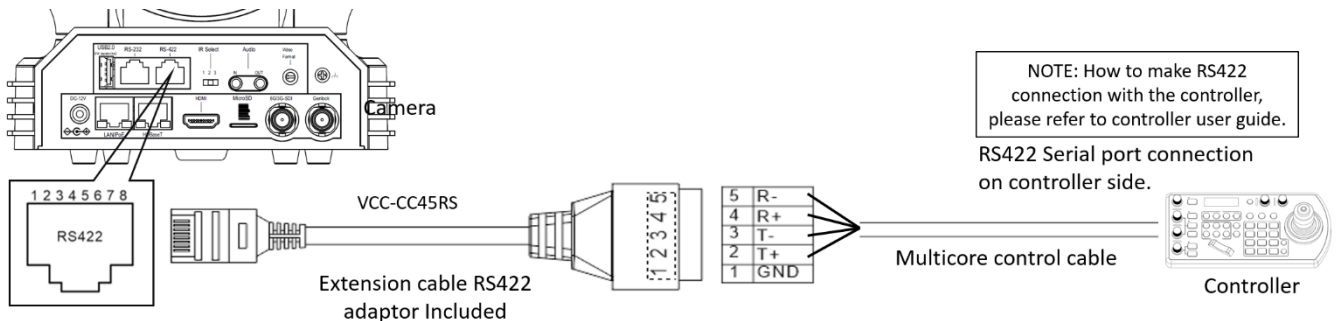 USB2.0
RS-232
RS-422
IR Select
Audio
Video
Format
1 2 3
IN
OUT
DC-12V
HDMI
MicroSD
6G/3G-SDI
Genlock
LAN/PoE
Camera
1 2 3 4 5 6 7 8
RS422
VCC-CC45RS
Extension cable RS422
adaptor Included
1 2 3 4 5
5 R-
4 R+
3 T-
2 T+
1 GND
Multicore control cable
NOTE: How to make RS422
connection with the controller,
please refer to controller user guide.
RS422 Serial port connection
on controller side.
Controller